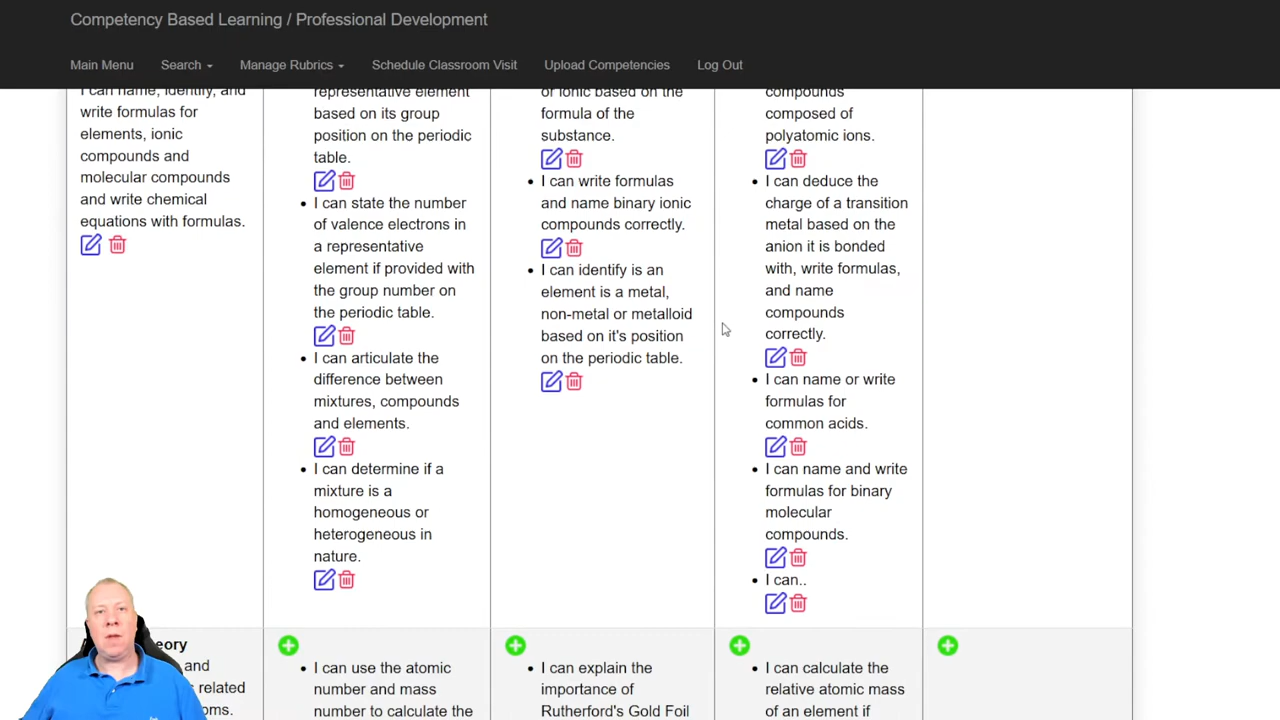 Competency Based Learning / Professional Development
Main Menu
Search
Manage Rubrics
Schedule Classroom Visit
Upload Competencies
Log Out
I can name, identify, and
write formulas for
elements, ionic
compounds and
molecular compounds
and write chemical
equations with formulas.
representative element
based on its group
position on the periodic
table.
I can state the number
of valence electrons in
a representative
element if provided with
the group number on
the periodic table.
I can articulate the
difference between
mixtures, compounds
and elements.
I can determine if a
mixture is a
homogeneous or
heterogeneous in
nature.
or ionic based on the
formula of the
substance.
I can write formulas
and name binary ionic
compounds correctly.
I can identify is an
element is a metal,
non-metal or metalloid
based on it's position
on the periodic table.
compounds
composed of
polyatomic ions.
I can deduce the
charge of a transition
metal based on the
anion it is bonded
with, write formulas,
and name
compounds
correctly.
I can name or write
formulas for
common acids.
I can name and write
formulas for binary
molecular
compounds.
I can..
and
related
I can use the atomic
number and mass
number to calculate the
I can explain the
importance of
Rutherford's Gold Foil
I can calculate the
relative atomic mass
of an element if